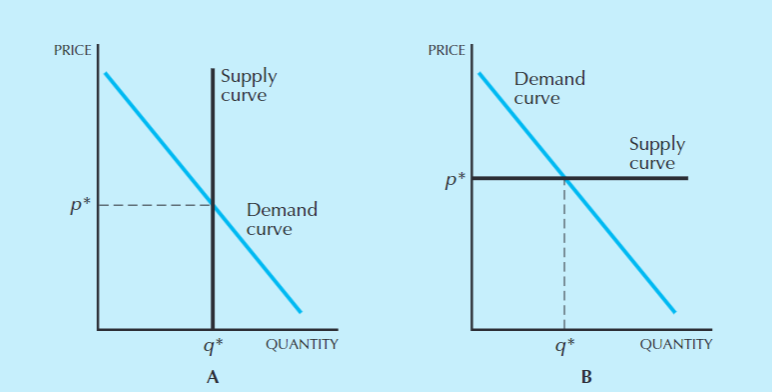 PRICE
Supply
curve
p*
Demand
curve
q*
QUANTITY
A
PRICE
Demand
curve
Supply
curve
p*
q*
QUANTITY
B